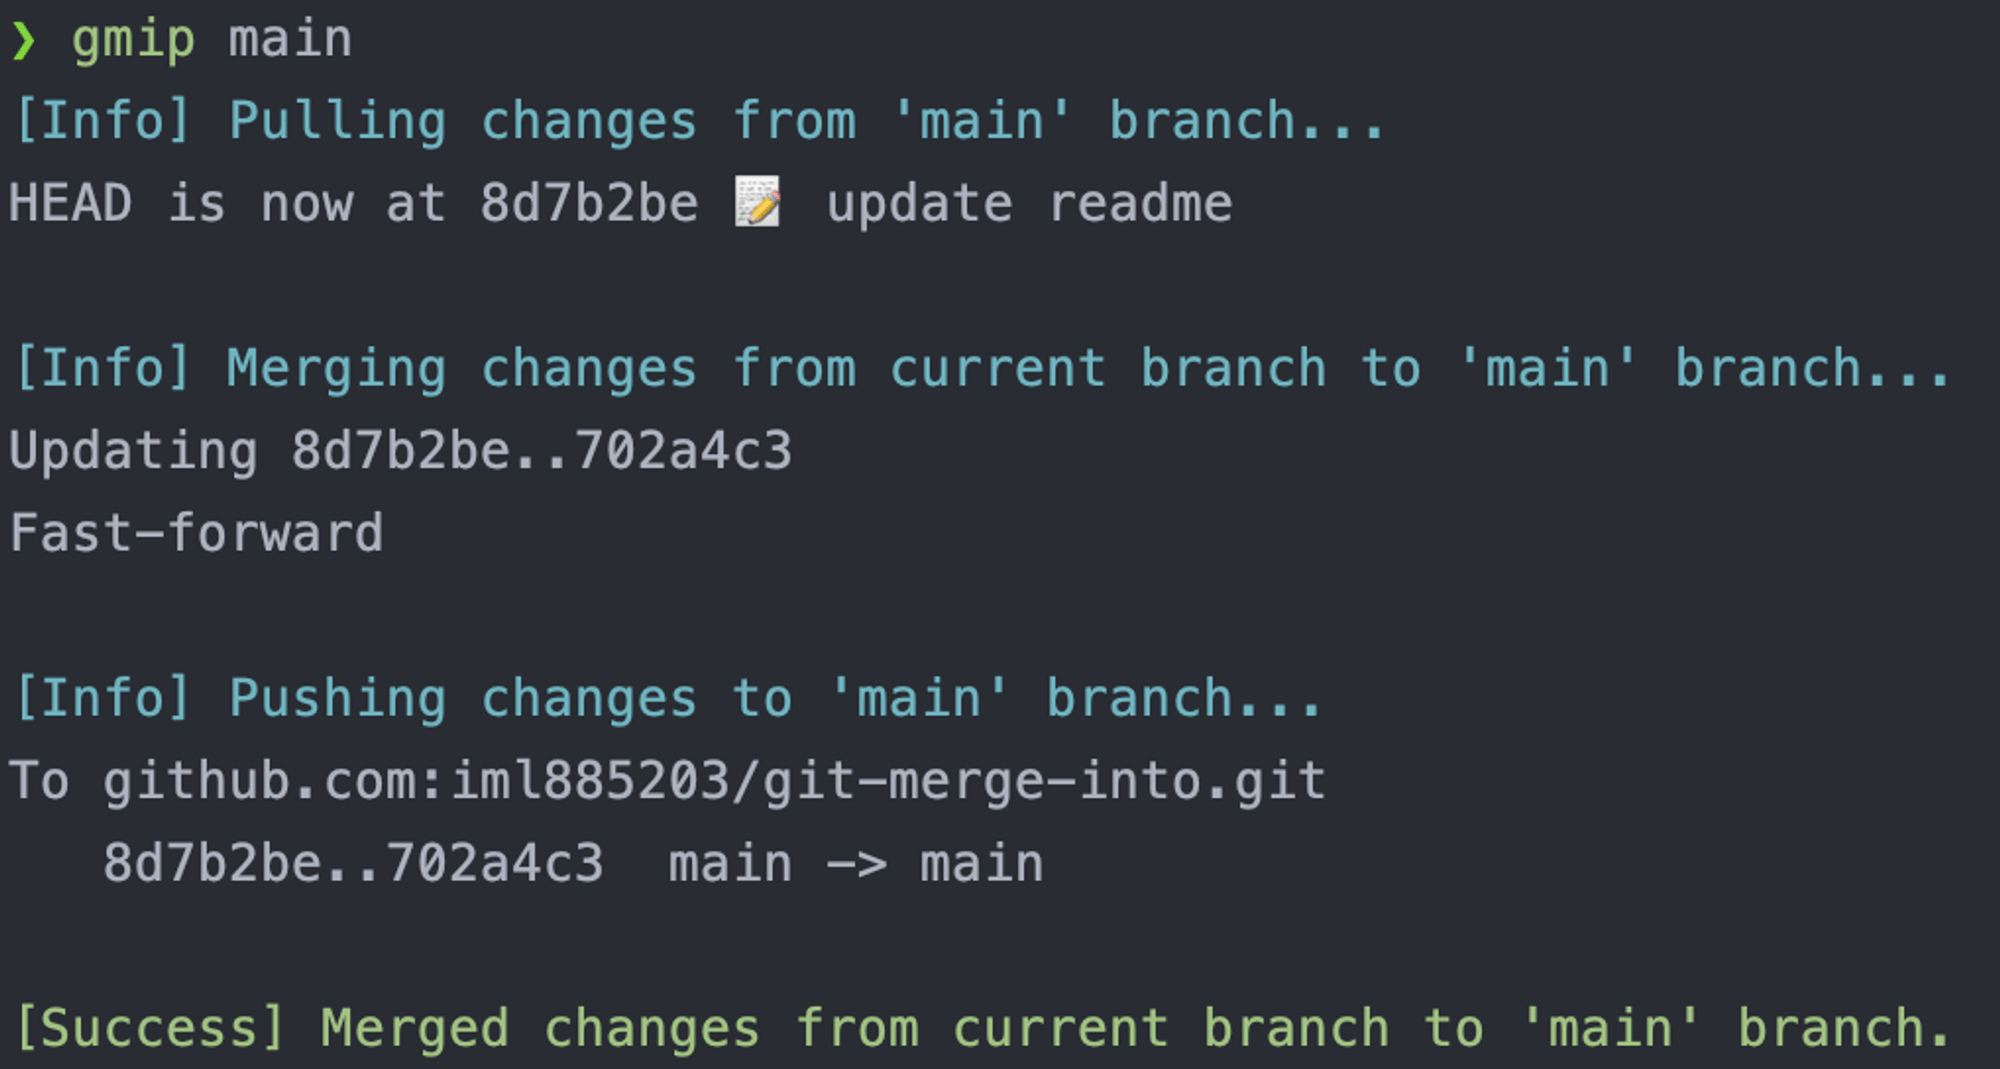 ❯ gmip main
[Info] Pulling changes from 'main' branch...
HEAD is now at 8d7b2be 📝 update readme
[Info] Merging changes from current branch to 'main' branch...
Updating 8d7b2be..702a4c3
Fast-forward
[Info] Pushing changes to 'main' branch...
To github.com:iml885203/git-merge-into.git
   8d7b2be..702a4c3  main -> main
[Success] Merged changes from current branch to 'main' branch.